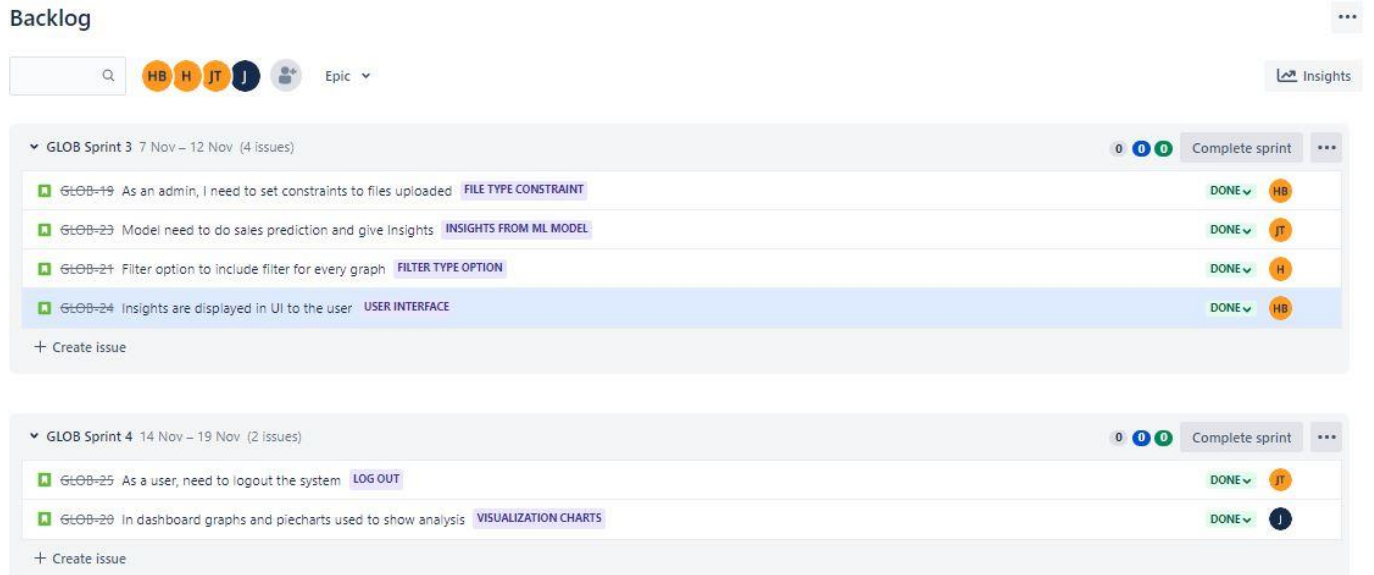 Backlog
HB H JT J Epic Insights
GLOB Sprint 3 7 Nov – 12 Nov (4 issues) 0 0 0 Complete sprint
GLOB-19 As an admin, I need to set constraints to files uploaded FILE TYPE CONSTRAINT DONE HB
GLOB-23 Model need to do sales prediction and give Insights INSIGHTS FROM ML MODEL DONE JT
GLOB-21 Filter option to include filter for every graph FILTER TYPE OPTION DONE H
GLOB-24 Insights are displayed in UI to the user USER INTERFACE DONE HB
+ Create issue
GLOB Sprint 4 14 Nov – 19 Nov (2 issues) 0 0 0 Complete sprint
GLOB-25 As a user, need to logout the system LOG OUT DONE JT
GLOB-20 In dashboard graphs and piecharts used to show analysis VISUALIZATION CHARTS DONE J
+ Create issue